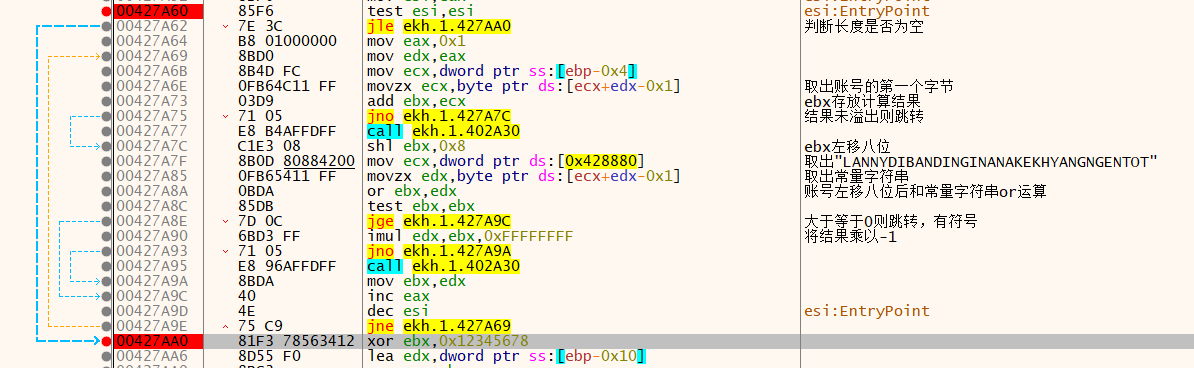 00427A60 85F6 test esi,esi esi:EntryPoint
00427A62 7E 3C jle ekh.1.427AA0 判断长度是否为空
00427A64 B8 01000000 mov eax,0x1
00427A69 8BD0 mov edx,eax
00427A6B 8B4D FC mov ecx,dword ptr ss:[ebp-0x4]
00427A6E 0FB64C11 FF movzx ecx,byte ptr ds:[ecx+edx-0x1] 取出账号的第一个字节
00427A73 03D9 add ebx,ecx ebx存放计算结果
00427A75 71 05 jno ekh.1.427A7C 结果未溢出则跳转
00427A77 E8 B4AFFDFF call ekh.1.402A30
00427A7C C1E3 08 shl ebx,0x8 ebx左移八位
00427A7F 8B0D 80884200 mov ecx,dword ptr ds:[0x428880] 取出"LANNYDIBANDINGINANAKEKHYANGNGENTOT"
00427A85 0FB65411 FF movzx edx,byte ptr ds:[ecx+edx-0x1] 取出常量字符串
00427A8A 0BDA or ebx,edx 账号左移八位后和常量字符串or运算
00427A8C 85DB test ebx,ebx
00427A8E 7D 0C jge ekh.1.427A9C 大于等于0则跳转，有符号
00427A90 6BD3 FF imul edx,ebx,0xFFFFFFFF 将结果乘以-1
00427A93 71 05 jno ekh.1.427A9A
00427A95 E8 96AFFDFF call ekh.1.402A30
00427A9A 8BDA mov ebx,edx
00427A9C 40 inc eax
00427A9D 4E dec esi esi:EntryPoint
00427A9E 75 C9 jne ekh.1.427A69
00427AA0 81F3 78563412 xor ebx,0x12345678
00427AA6 8D55 F0 lea edx,dword ptr ss:[ebp-0x10]